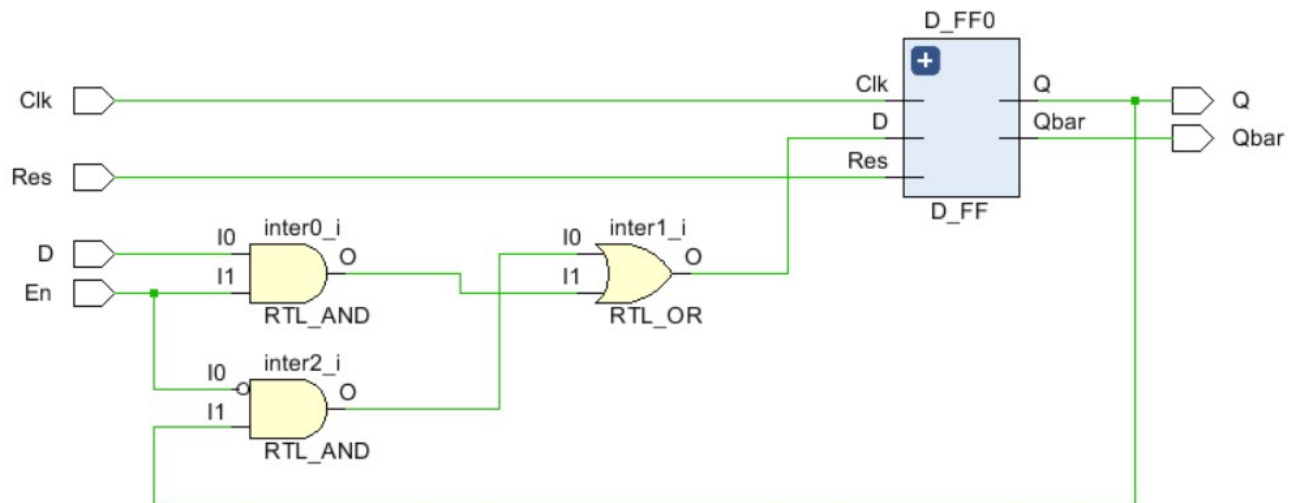 D_FF0
Clk
Clk
Q
Q
D
Qbar
Qbar
Res
Res
D_FF
inter0_i
inter1_i
D
I0
O
I0
O
En
I1
I1
RTL_AND
RTL_OR
inter2_i
I0
O
I1
RTL_AND